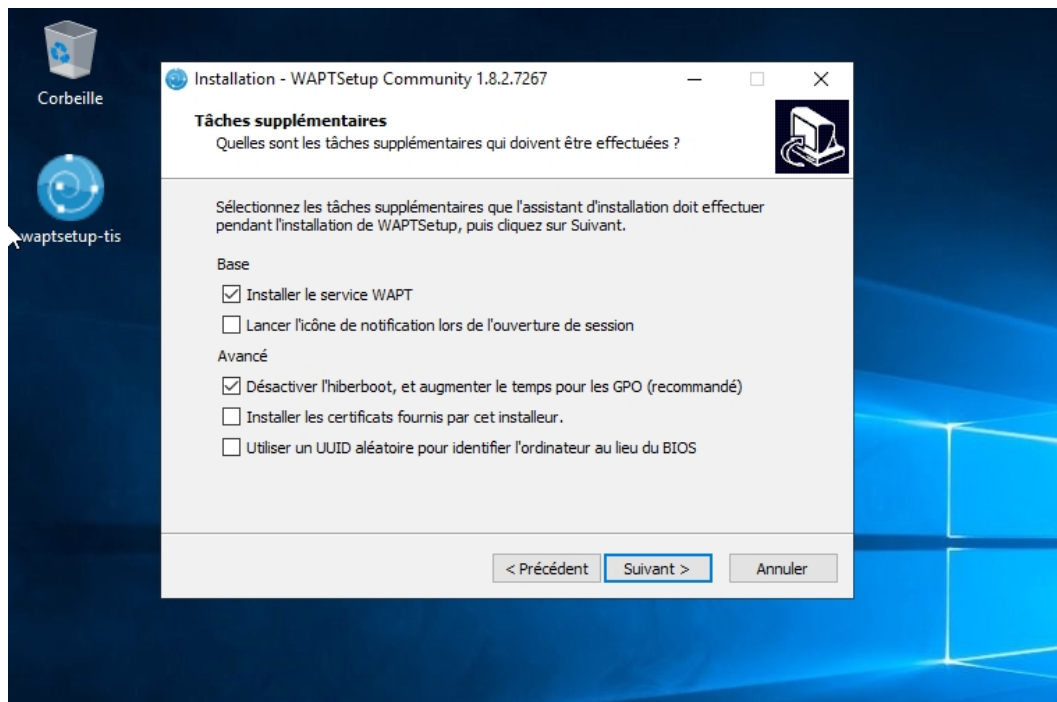 Corbeille
waptsetup-tis
Installation - WAPTSetup Community 1.8.2.7267
Tâches supplémentaires
Quelles sont les tâches supplémentaires qui doivent être effectuées ?
Sélectionnez les tâches supplémentaires que l'assistant d'installation doit effectuer
pendant l'installation de WAPTSetup, puis cliquez sur Suivant.
Base
Installer le service WAPT
Lancer l'icône de notification lors de l'ouverture de session
Avancé
Désactiver l'hiberboot, et augmenter le temps pour les GPO (recommandé)
Installer les certificats fournis par cet installeur.
Utiliser un UUID aléatoire pour identifier l'ordinateur au lieu du BIOS
< Précédent Suivant > Annuler